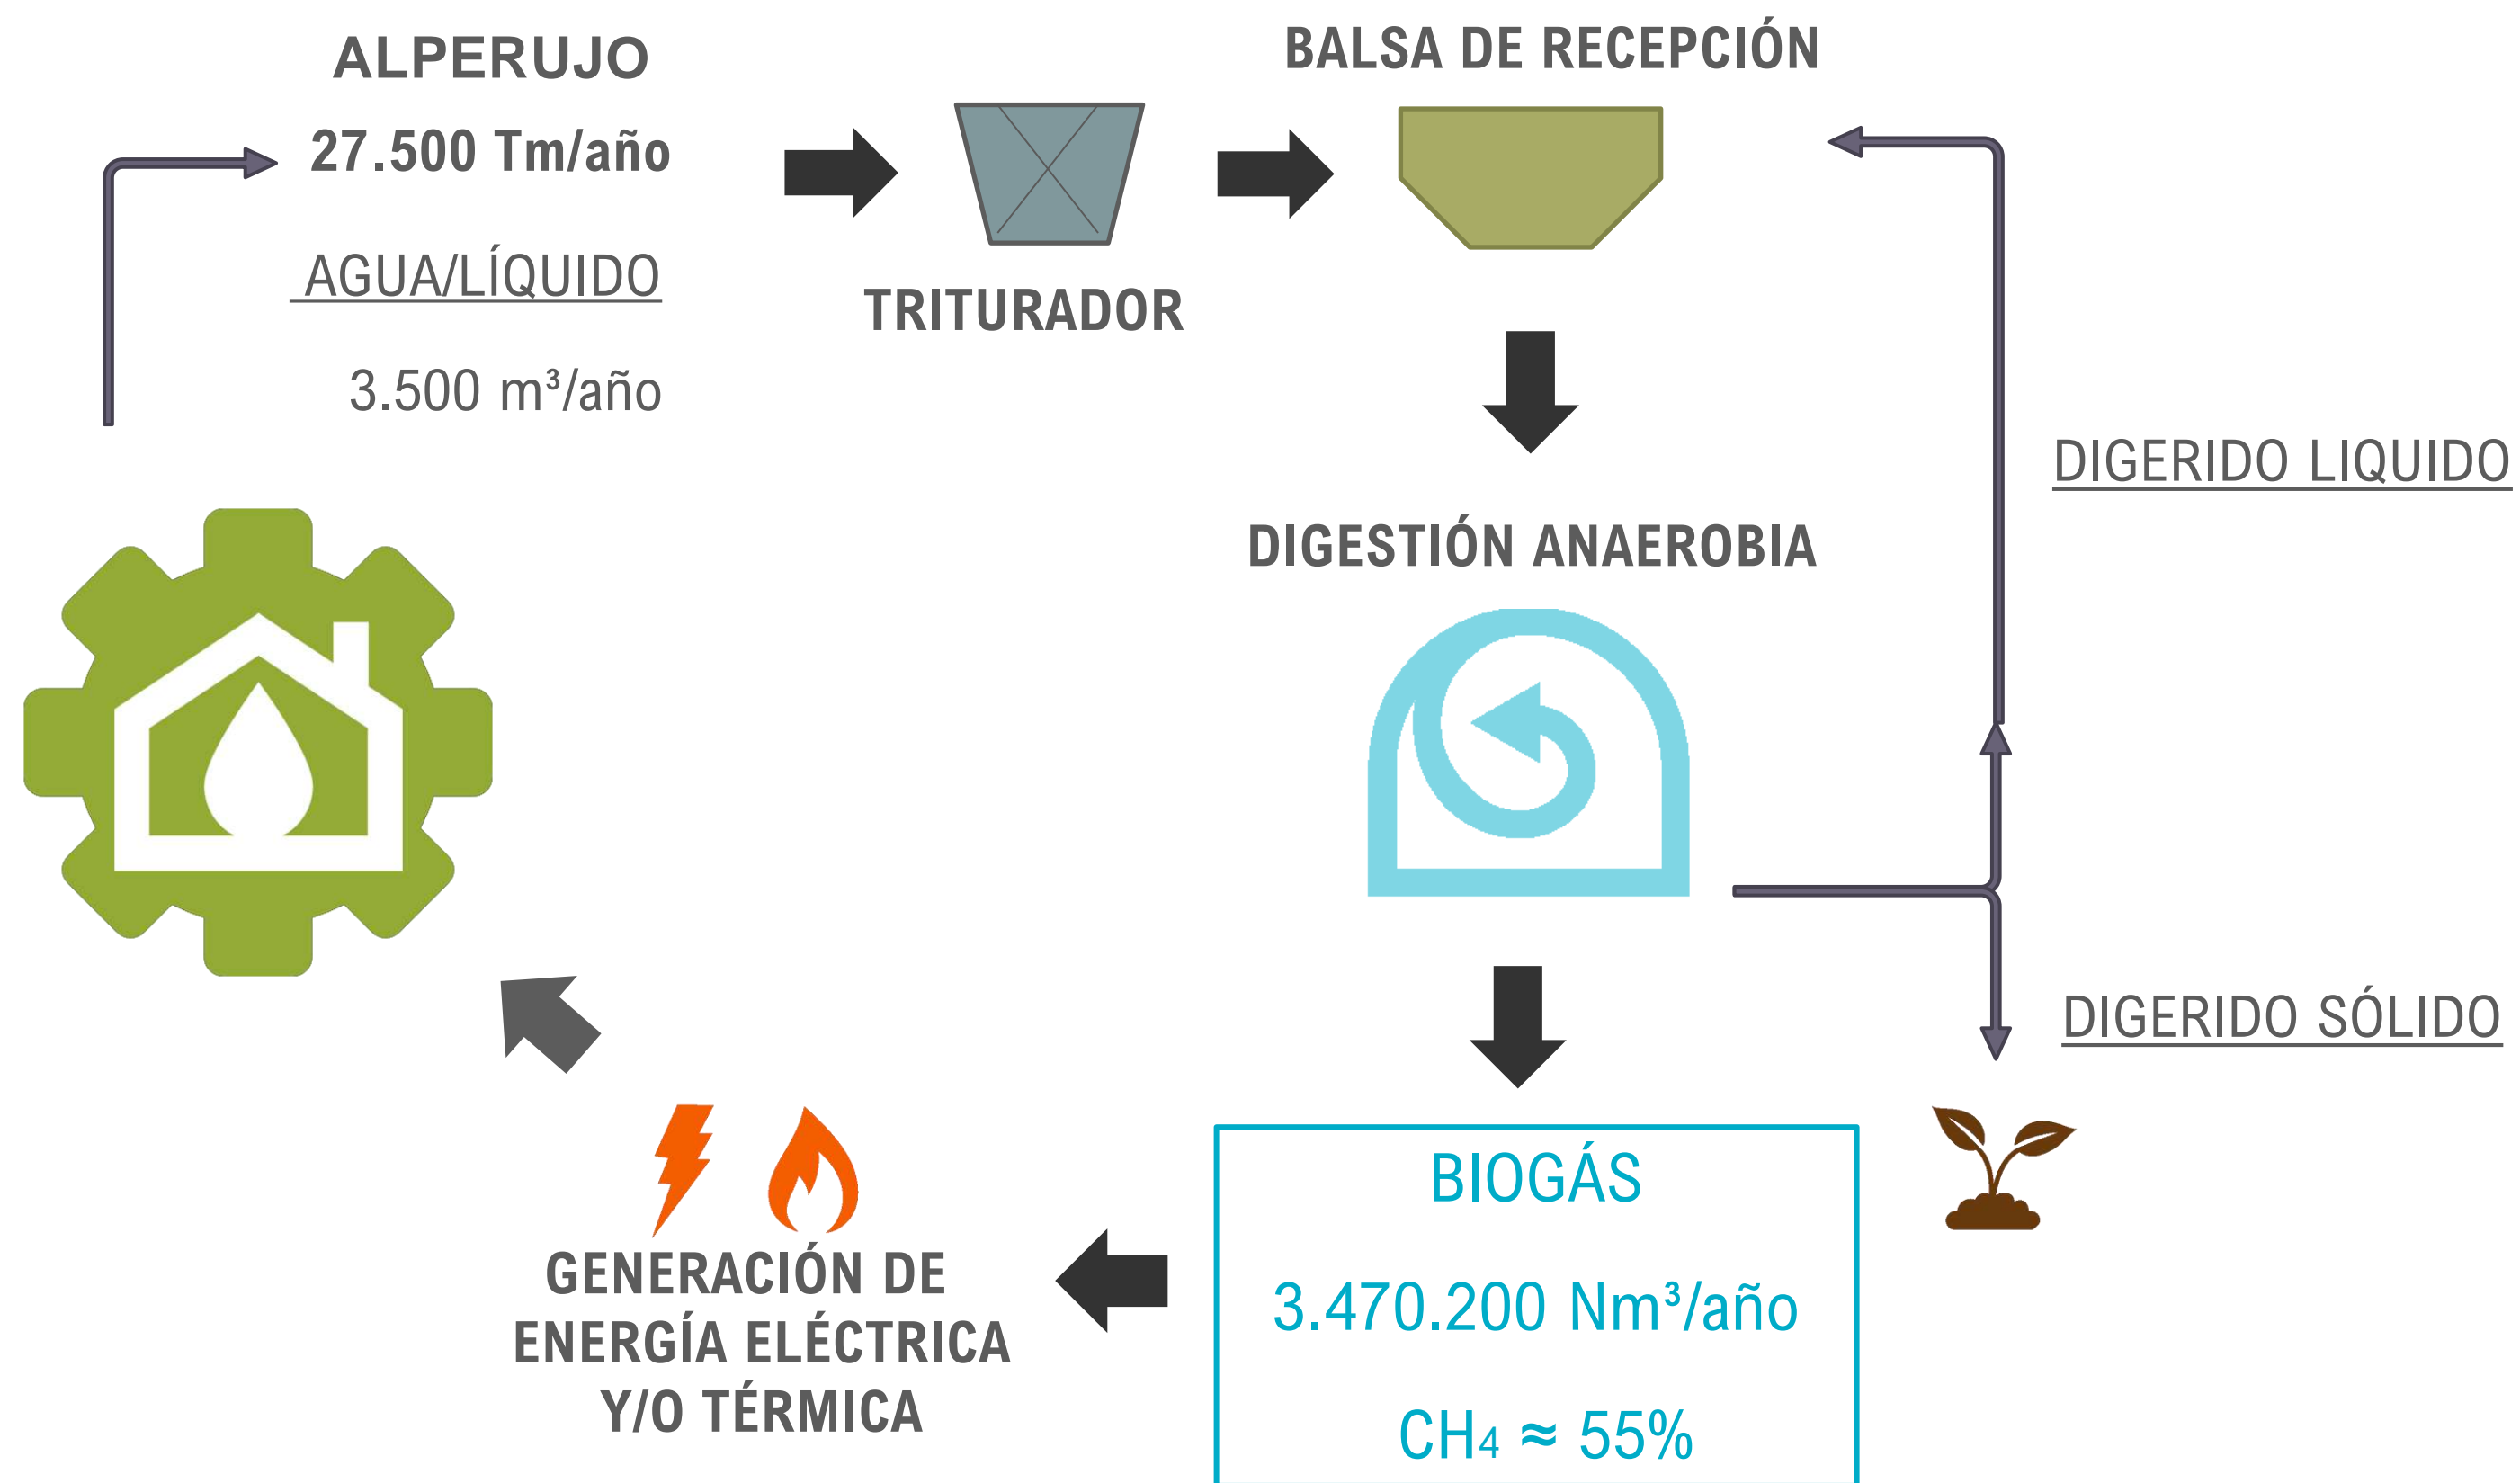 ALPERUJO
27.500 Tm/año
AGUA/LÍQUIDO
3.500 m³/año
TRITURADOR
BALSA DE RECEPCIÓN
DIGESTIÓN ANAEROBIA
DIGERIDO LIQUIDO
DIGERIDO SÓLIDO
BIOGÁS
3.470.200 Nm³/año
CH₄ ≈ 55%
GENERACIÓN DE
ENERGÍA ELÉCTRICA
Y/O TÉRMICA